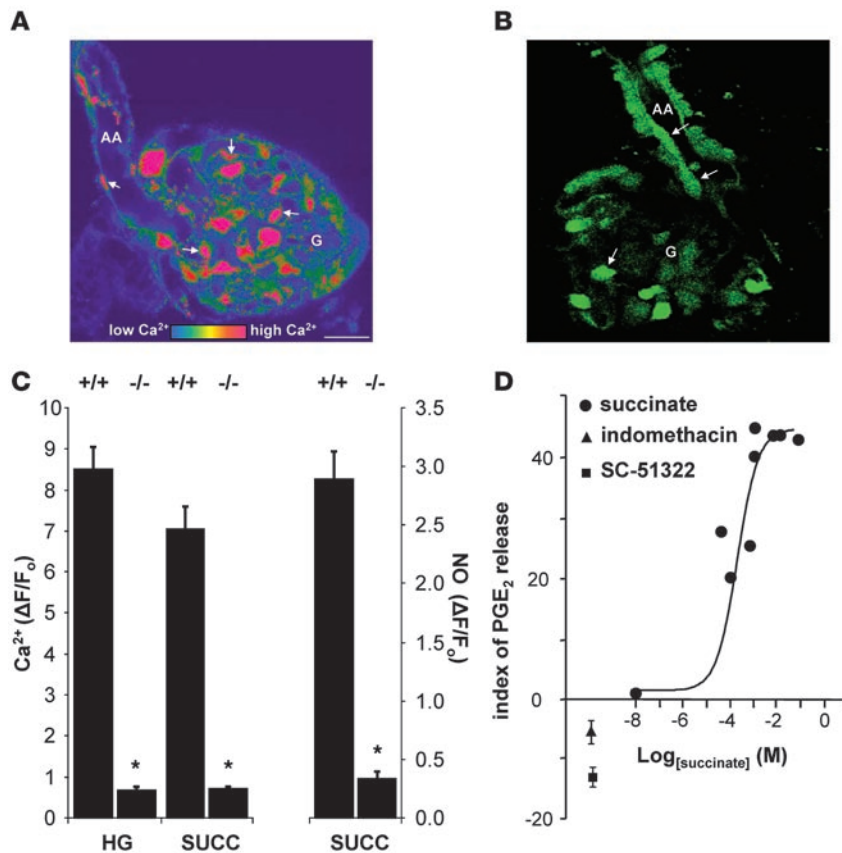 A
AA
G
low Ca²⁺ high Ca²⁺
B
AA
G
C
+/+ -/- +/+ -/- +/+ -/-
10
9
8
7
6
5
4
3
2
1
0
Ca²⁺ (ΔF/Fₒ)
* * *
HG SUCC SUCC
3.5
3.0
2.5
2.0
1.5
1.0
0.5
0.0
NO (ΔF/Fₒ)
D
succinate
indomethacin
SC-51322
index of PGE₂ release
40
20
0
-20
-8 -6 -4 -2 0
Log[succinate] (M)